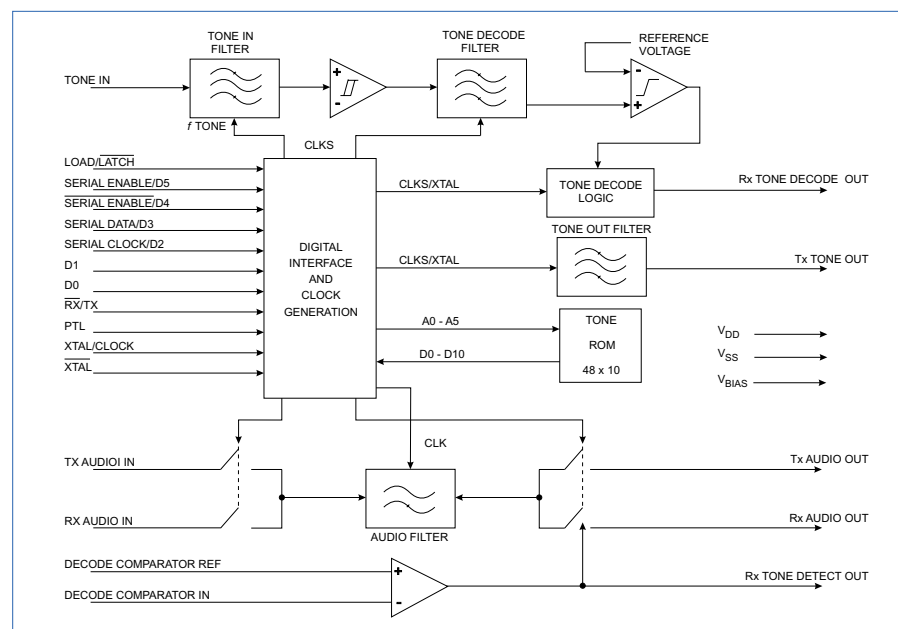 TONE IN
FILTER
TONE DECODE
FILTER
REFERENCE
VOLTAGE
TONE IN
+
-
-
+
f TONE
CLKS
LOAD/LATCH
SERIAL ENABLE/D5
SERIAL ENABLE/D4
SERIAL DATA/D3
SERIAL CLOCK/D2
D1
D0
RX/TX
PTL
XTAL/CLOCK
XTAL
DIGITAL
INTERFACE
AND
CLOCK
GENERATION
CLKS/XTAL
TONE DECODE
LOGIC
Rx TONE DECODE OUT
TONE OUT FILTER
CLKS/XTAL
Tx TONE OUT
A0 - A5
D0 - D10
TONE
ROM
48 x 10
VDD
VSS
VBIAS
CLK
TX AUDIOI IN
RX AUDIO IN
AUDIO FILTER
Tx AUDIO OUT
Rx AUDIO OUT
DECODE COMPARATOR REF
DECODE COMPARATOR IN
+
-
Rx TONE DETECT OUT